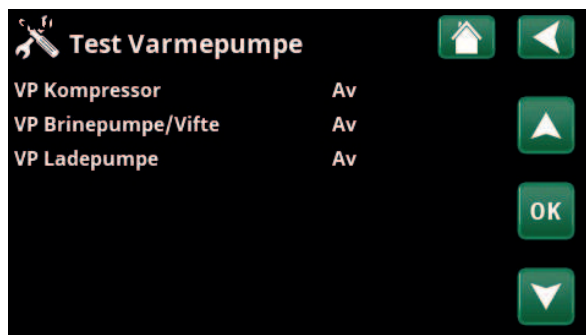 Test Varmepumpe
VP Kompressor Av
VP Brinepumpe/Vifte Av
VP Ladepumpe Av
OK